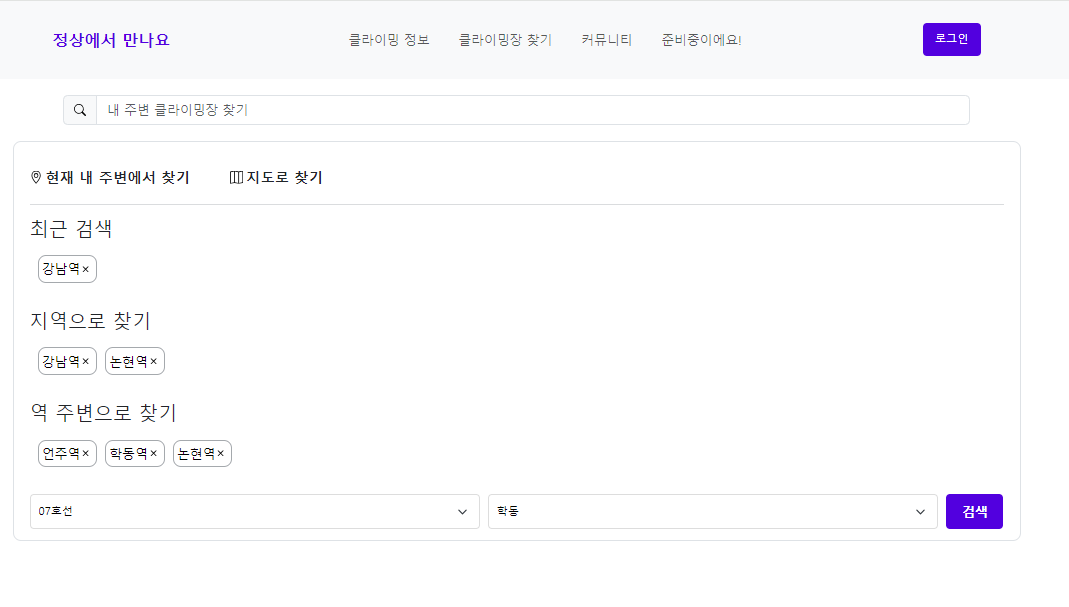 정상에서 만나요 클라이밍 정보 클라이밍장 찾기 커뮤니티 준비중이에요! 로그인
내 주변 클라이밍장 찾기
현재 내 주변에서 찾기 지도로 찾기
최근 검색
강남역×
지역으로 찾기
강남역× 논현역×
역 주변으로 찾기
언주역× 학동역× 논현역×
07호선 학동 검색